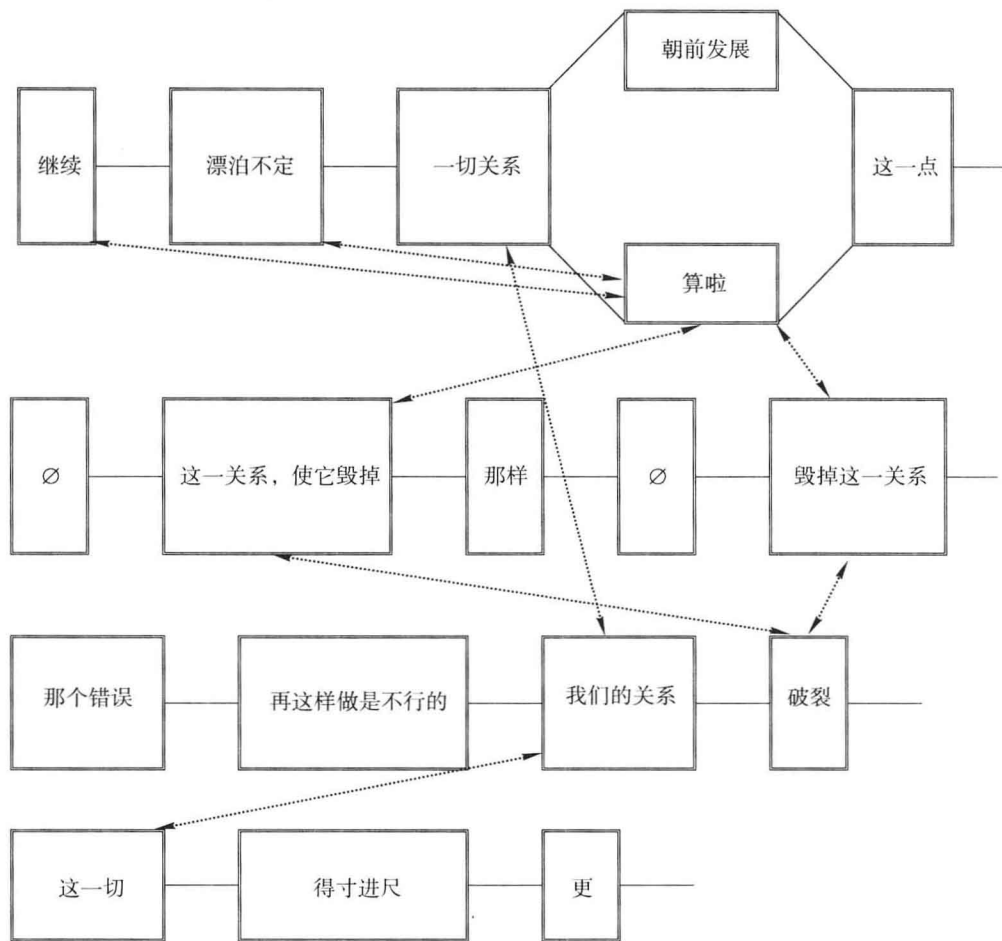 朝前发展
继续 漂泊不定 一切关系 这一点
算啦
∅ 这一关系，使它毁掉 那样 ∅ 毁掉这一关系
那个错误 再这样做是不行的 我们的关系 破裂
这一切 得寸进尺 更